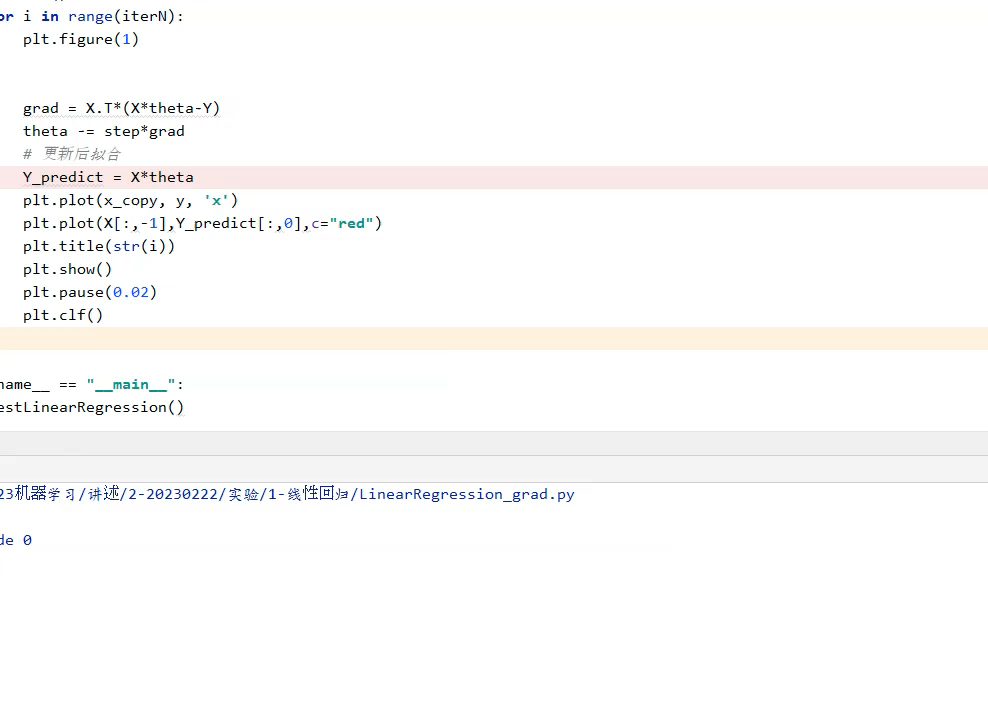 or i in range(iterN):
plt.figure(1)
grad = X.T*(X*theta-Y)
theta -= step*grad
# 更新后拟合
Y_predict = X*theta
plt.plot(x_copy, y, 'x')
plt.plot(X[:,-1],Y_predict[:,0],c="red")
plt.title(str(i))
plt.show()
plt.pause(0.02)
plt.clf()
name__ == "__main__":
estLinearRegression()
23机器学习/讲述/2-20230222/实验/1-线性回归/LinearRegression_grad.py
de 0